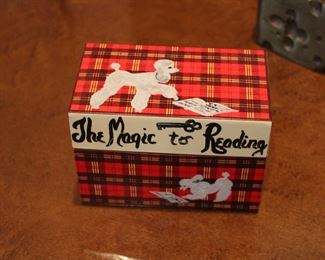 The Magic to Reading